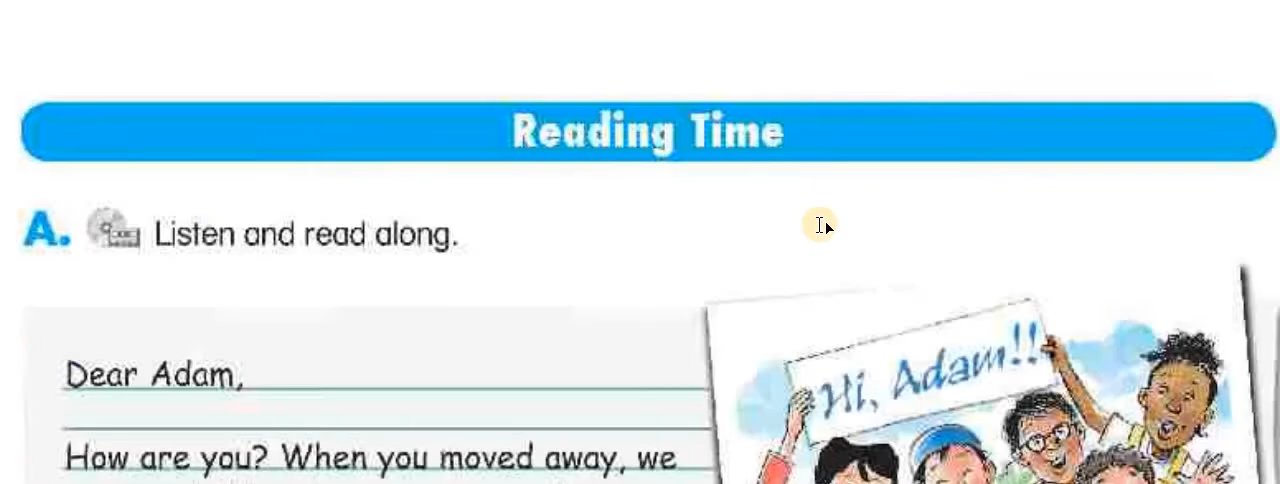 Reading Time
A. Listen and read along.
Hi, Adam!!
Dear Adam,
How are you? When you moved away, we